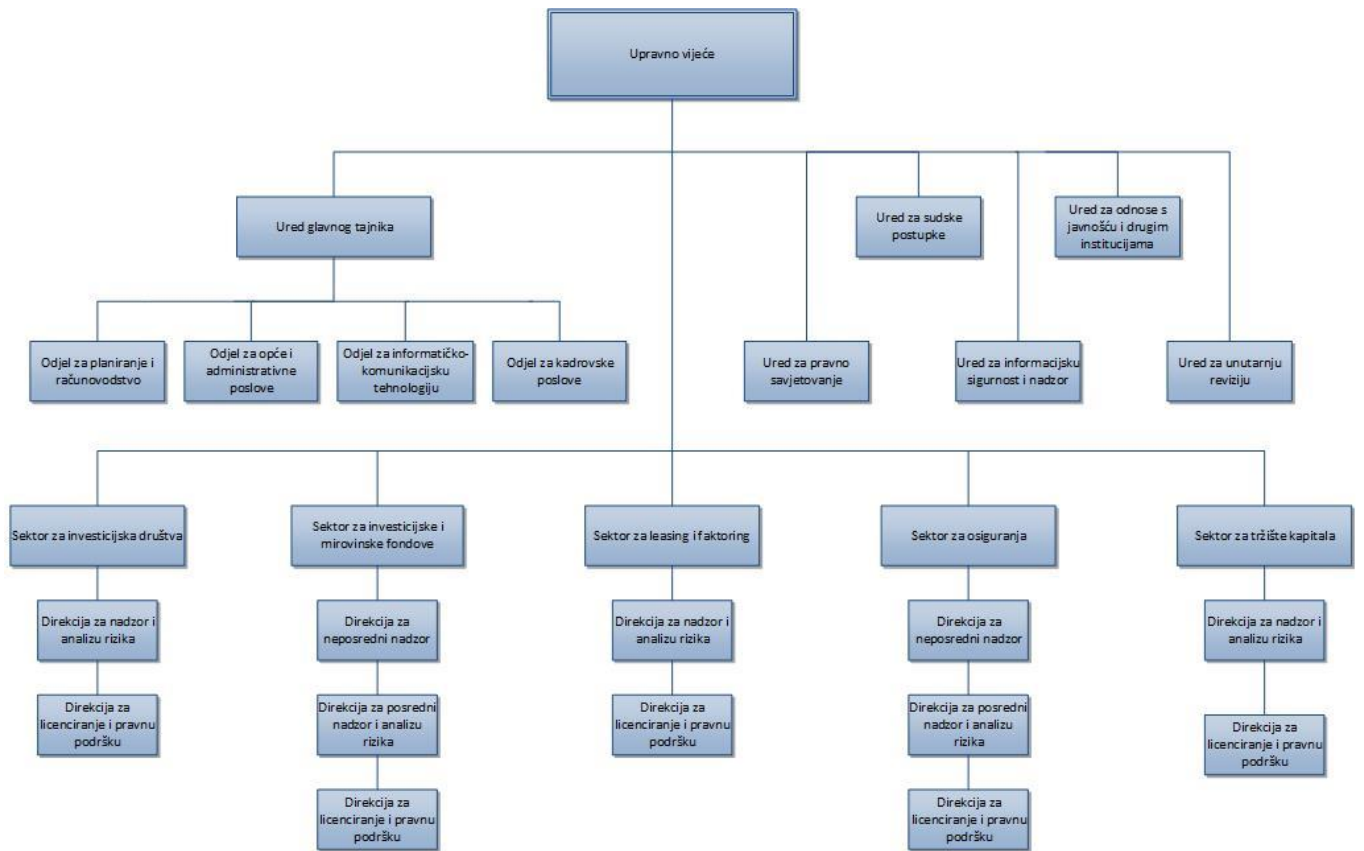 Upravno vijeće
Ured glavnog tajnika
Ured za sudske
postupke
Ured za odnose s
javnošću i drugim
institucijama
Odjel za planiranje i
računovodstvo
Odjel za opće i
administrativne
poslove
Odjel za informatičko-
komunikacijsku
tehnologiju
Odjel za kadrovske
poslove
Ured za pravno
savjetovanje
Ured za informacijsku
sigurnost i nadzor
Ured za unutarnju
reviziju
Sektor za investicijska društva
Sektor za investicijske i
mirovinske fondove
Sektor za leasing i faktoring
Sektor za osiguranja
Sektor za tržište kapitala
Direkcija za nadzor i
analizu rizika
Direkcija za
neposredni nadzor
Direkcija za nadzor i
analizu rizika
Direkcija za
neposredni nadzor
Direkcija za nadzor i
analizu rizika
Direkcija za
licenciranje i pravnu
podršku
Direkcija za posredni
nadzor i analizu
rizika
Direkcija za
licenciranje i pravnu
podršku
Direkcija za posredni
nadzor i analizu
rizika
Direkcija za
licenciranje i pravnu
podršku
Direkcija za
licenciranje i pravnu
podršku
Direkcija za
licenciranje i pravnu
podršku